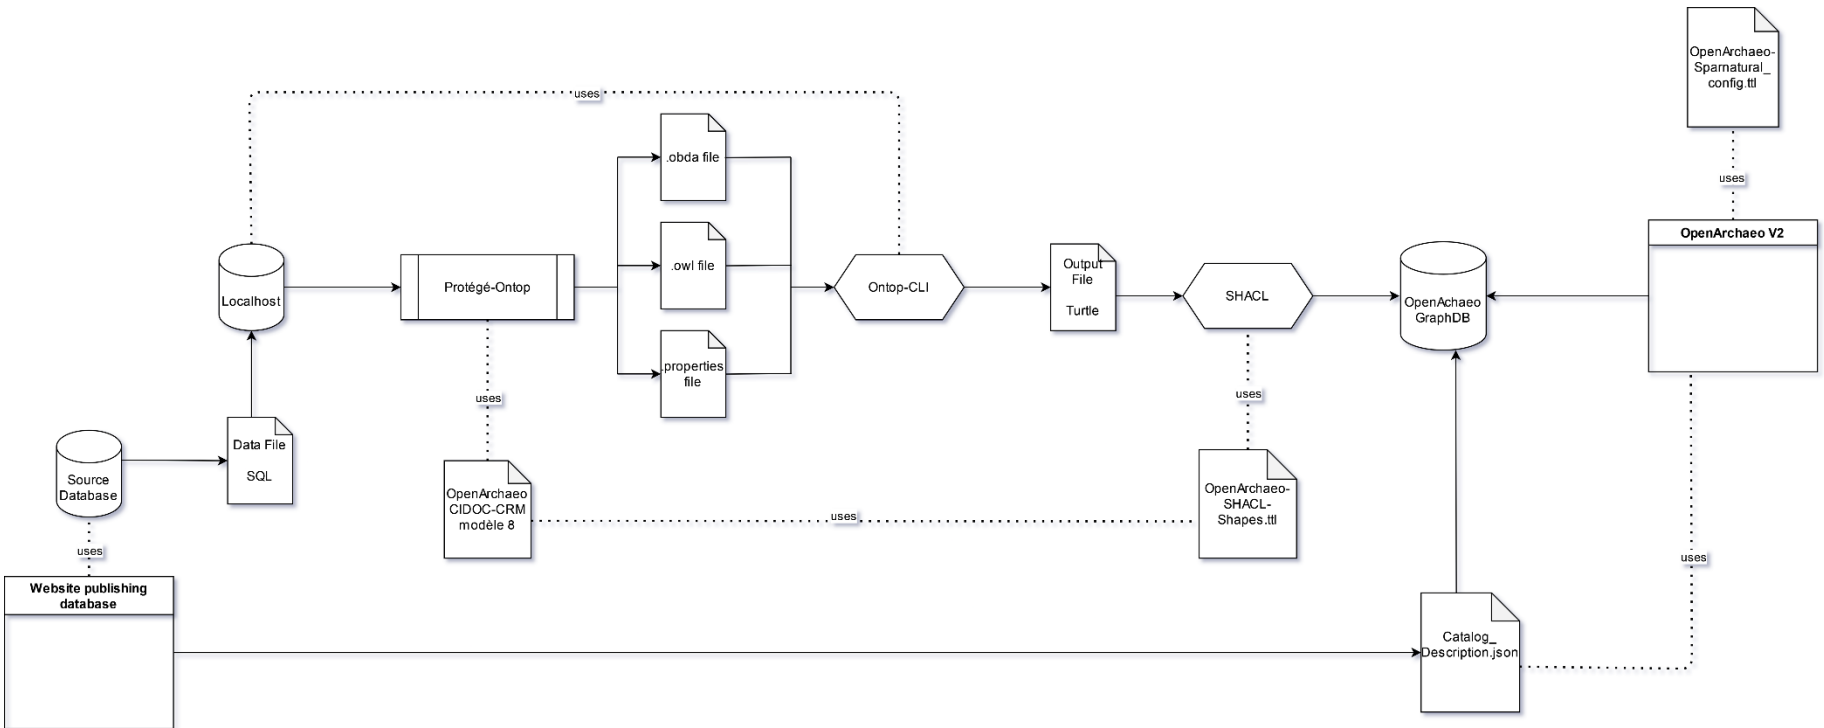 OpenArchaeo-
Sparnatural_
config.ttl
uses
uses
OpenArchaeo V2
.obda file
.owl file
.properties
file
Localhost
Protégé-Ontop
Ontop-CLI
Output
File
Turtle
SHACL
OpenAchaeo
GraphDB
uses
uses
Data File
SQL
Source
Database
OpenArchaeo
CIDOC-CRM
modèle 8
uses
OpenArchaeo-
SHACL-
Shapes.ttl
uses
uses
Website publishing
database
Catalog_
Description.json